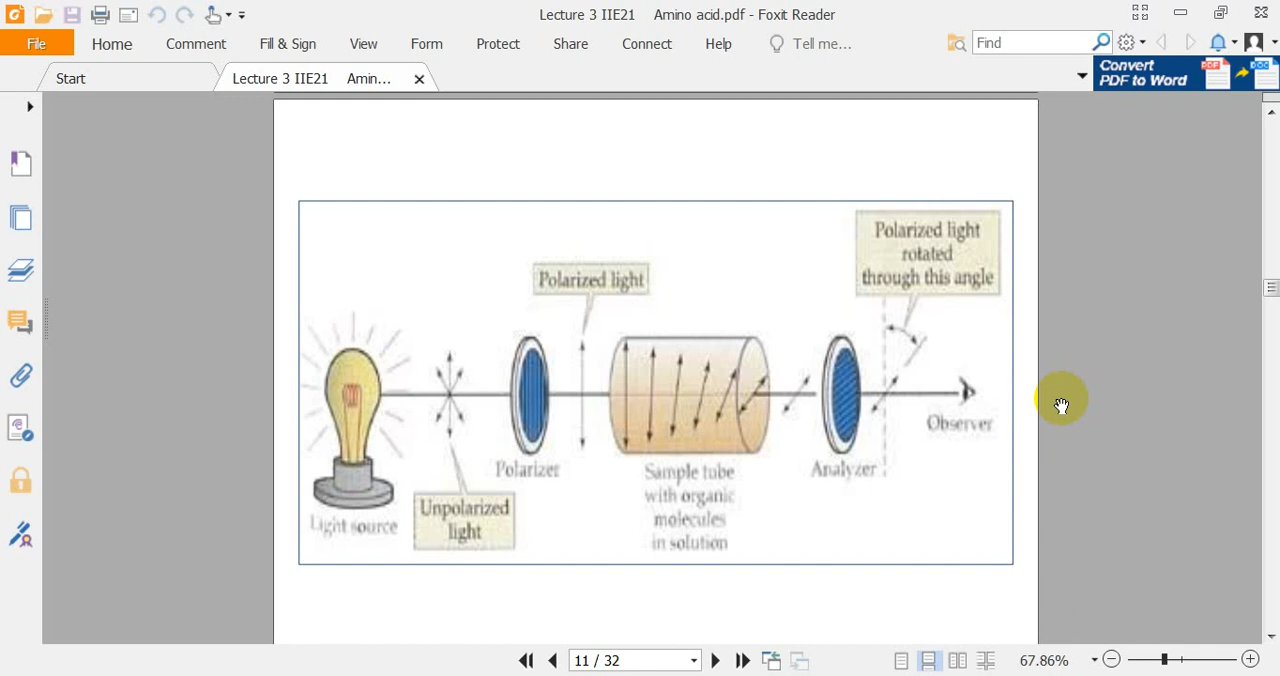 Lecture 3 IIE21    Amino acid.pdf - Foxit Reader
File
Home
Comment
Fill & Sign
View
Form
Protect
Share
Connect
Help
Tell me...
Find
Start
Lecture 3 IIE21    Amin...
Convert
PDF to Word
PDF
DOC
Polarized light
rotated
through this angle
Polarized light
Observer
Polarizer
Sample tube
with organic
molecules
in solution
Analyzer
Unpolarized
light
Light source
11 / 32
67.86%